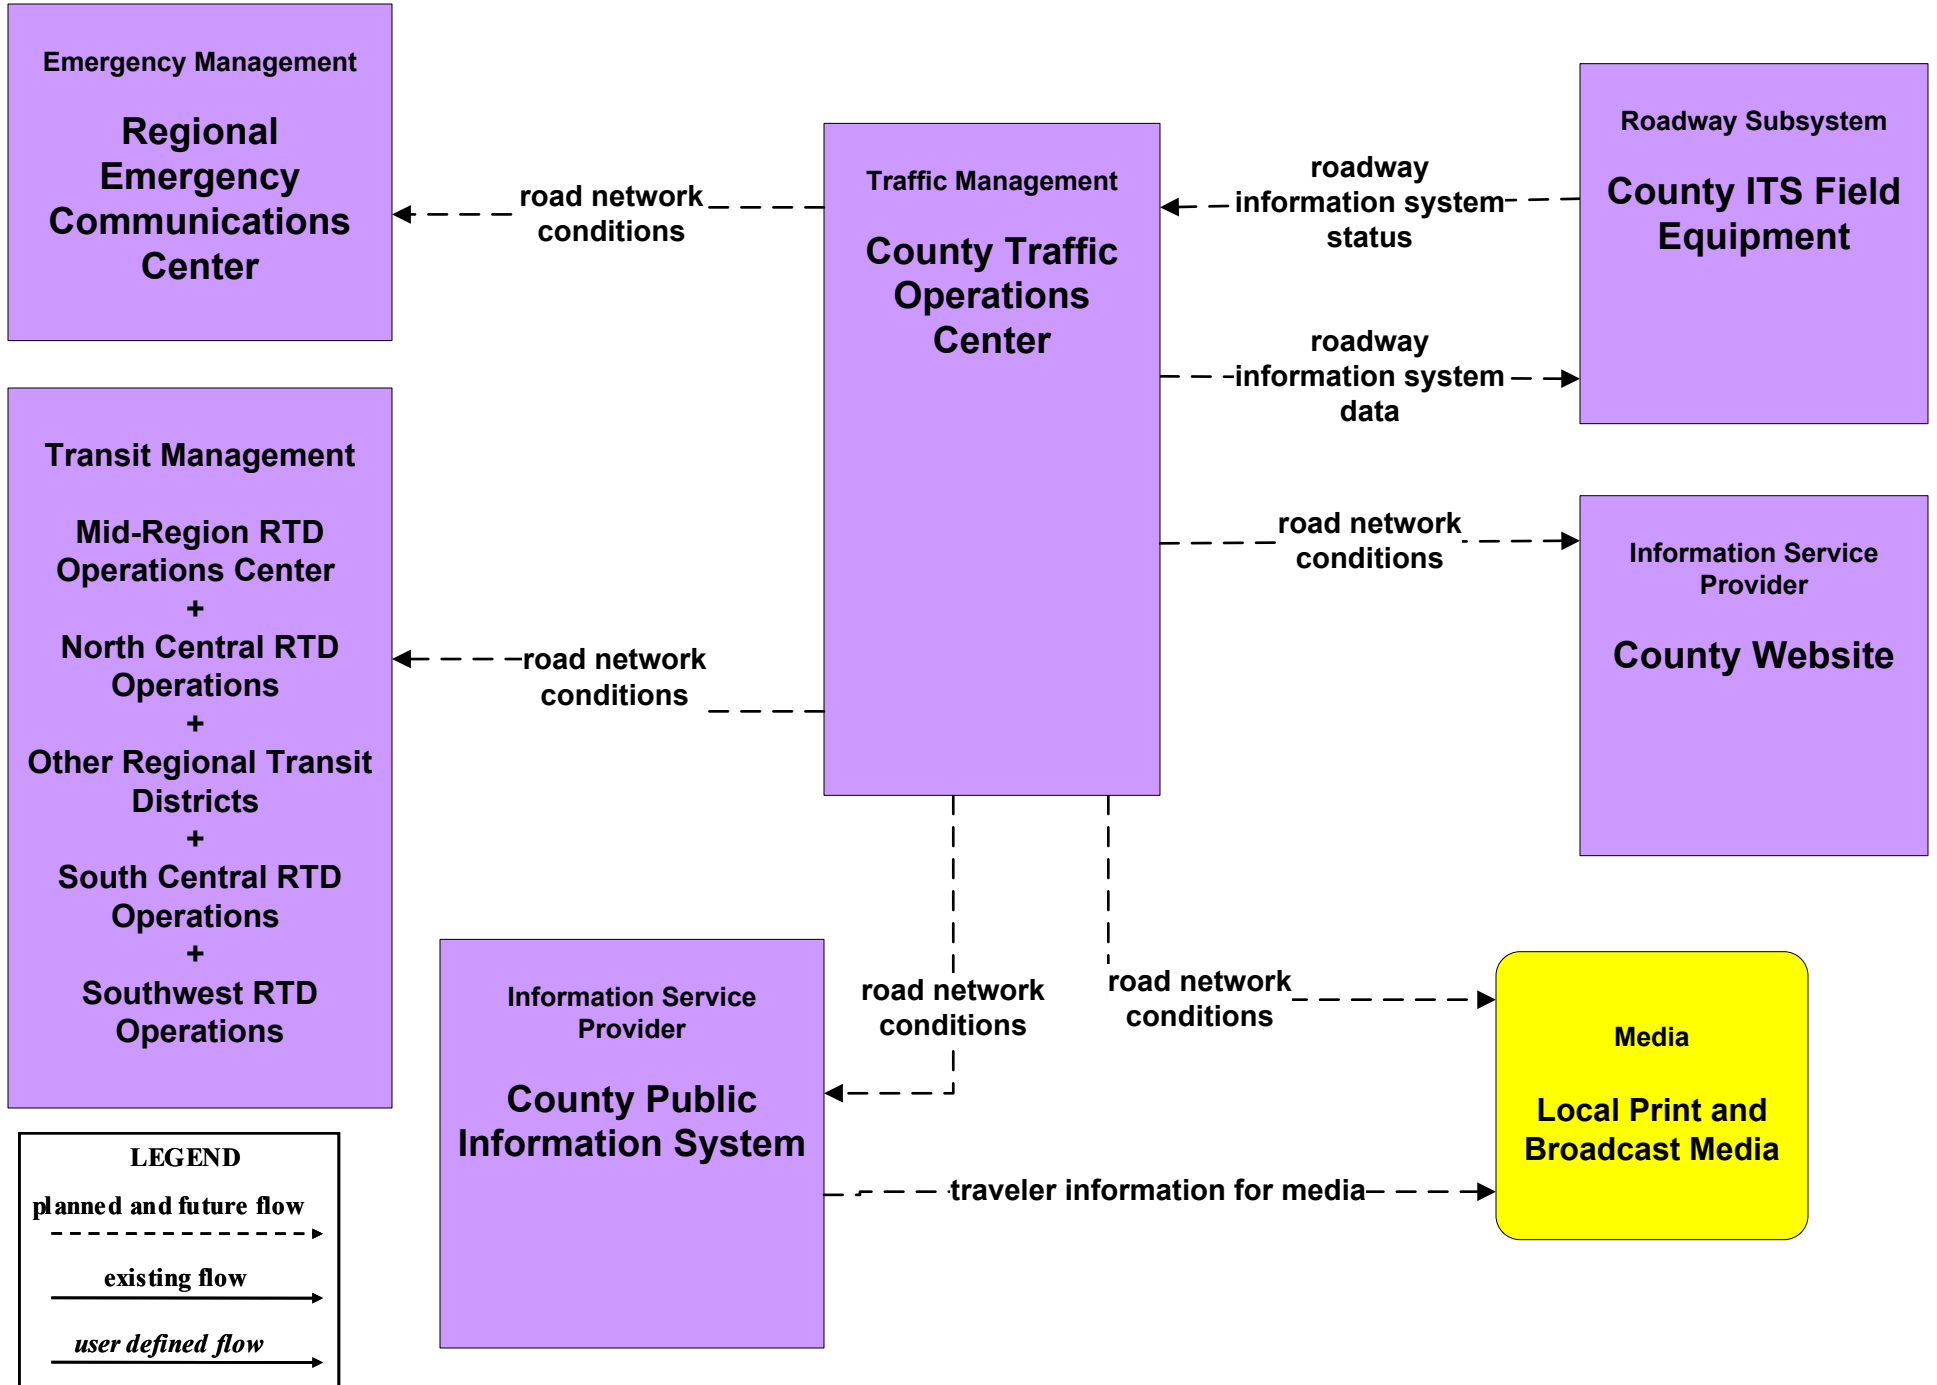 Emergency Management
Regional
Emergency
Communications
Center
road network
conditions
Traffic Management
County Traffic
Operations
Center
roadway
information system
status
roadway
information system
data
Roadway Subsystem
County ITS Field
Equipment
Transit Management
Mid-Region RTD
Operations Center
+
North Central RTD
Operations
+
Other Regional Transit
Districts
+
South Central RTD
Operations
+
Southwest RTD
Operations
road network
conditions
road network
conditions
Information Service
Provider
County Website
Information Service
Provider
County Public
Information System
road network
conditions
road network
conditions
traveler information for media
Media
Local Print and
Broadcast Media
LEGEND
planned and future flow
existing flow
user defined flow